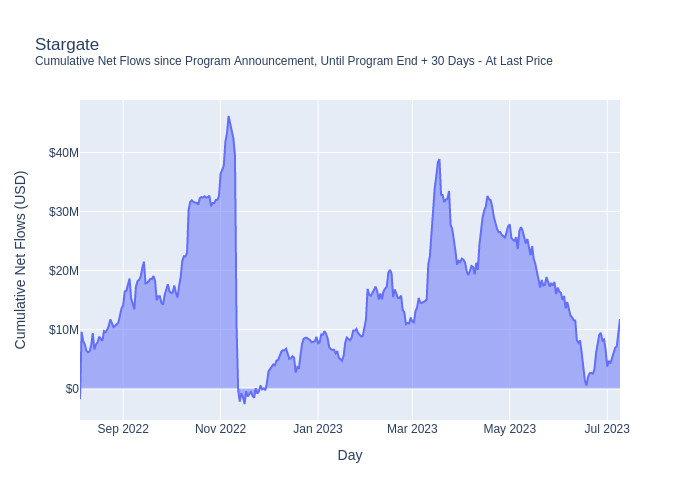 Stargate
Cumulative Net Flows since Program Announcement, Until Program End + 30 Days - At Last Price
Cumulative Net Flows (USD)
$40M
$30M
$20M
$10M
$0
Sep 2022
Nov 2022
Jan 2023
Mar 2023
May 2023
Jul 2023
Day